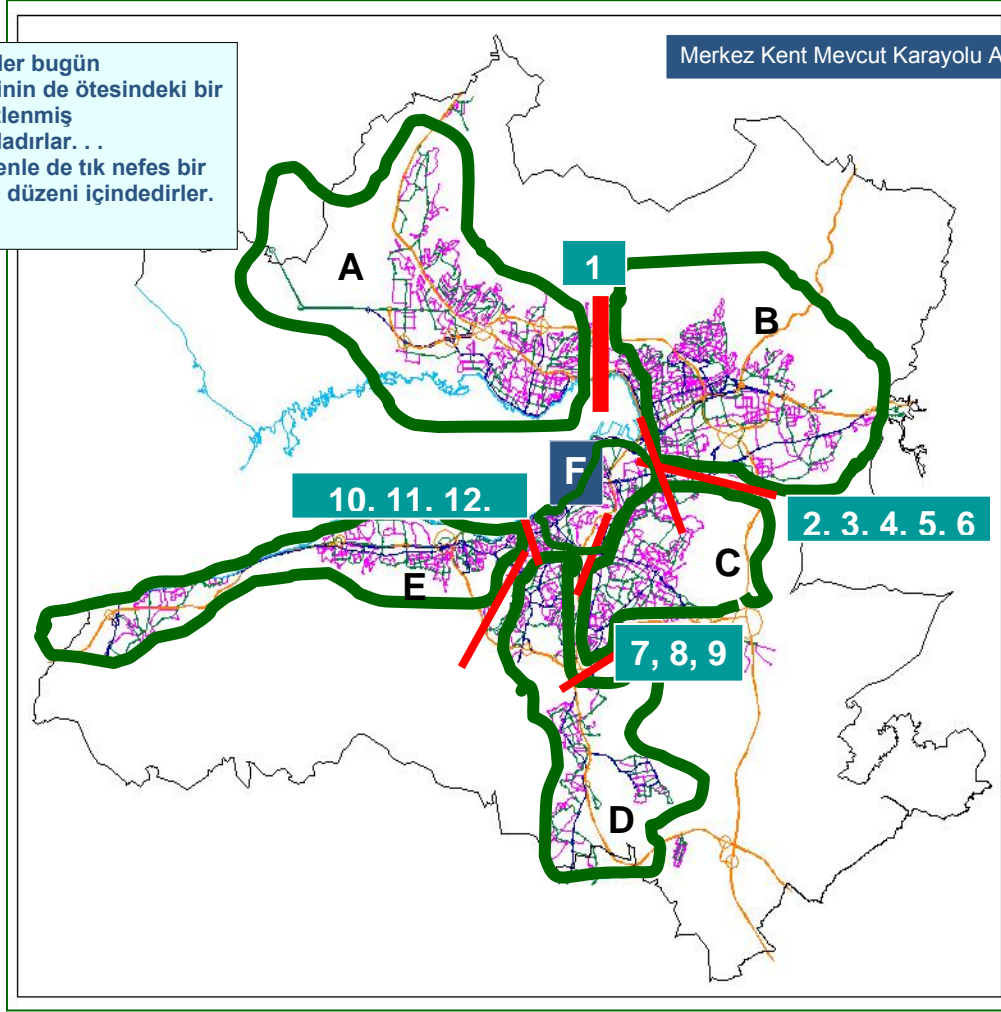 Merkez Kent Mevcut Karayolu A
ler bugün
inin de ötesindeki bir
tlenmiş
ladırlar. . .
enle de tık nefes bir
düzeni içindedirler.
1
A
B
F
10. 11. 12.
2. 3. 4. 5. 6
C
E
7, 8, 9
D